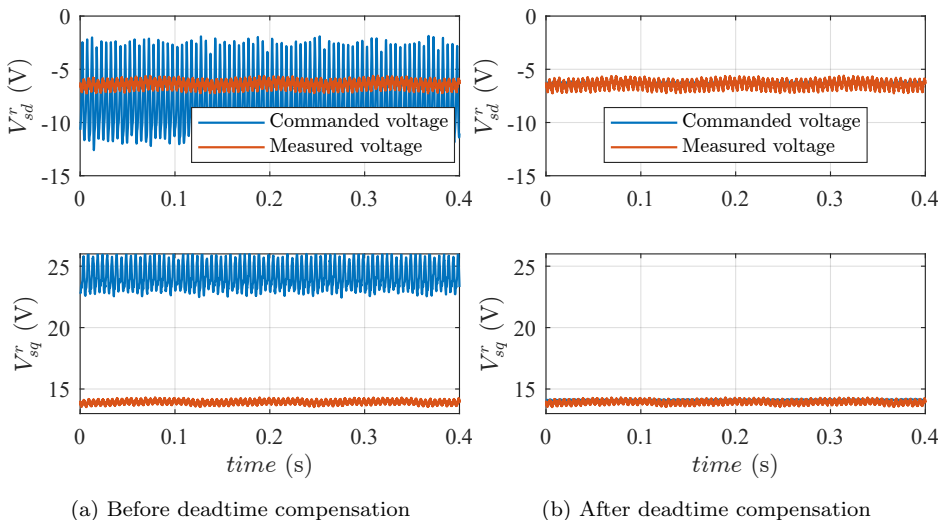 0
-5
-10
-15
V^r_sd (V)
Commanded voltage
Measured voltage
0 0.1 0.2 0.3 0.4
0
-5
-10
-15
V^r_sd (V)
Commanded voltage
Measured voltage
0 0.1 0.2 0.3 0.4
25
20
15
V^r_sq (V)
0 0.1 0.2 0.3 0.4
time (s)
25
20
15
V^r_sq (V)
0 0.1 0.2 0.3 0.4
time (s)
(a) Before deadtime compensation
(b) After deadtime compensation